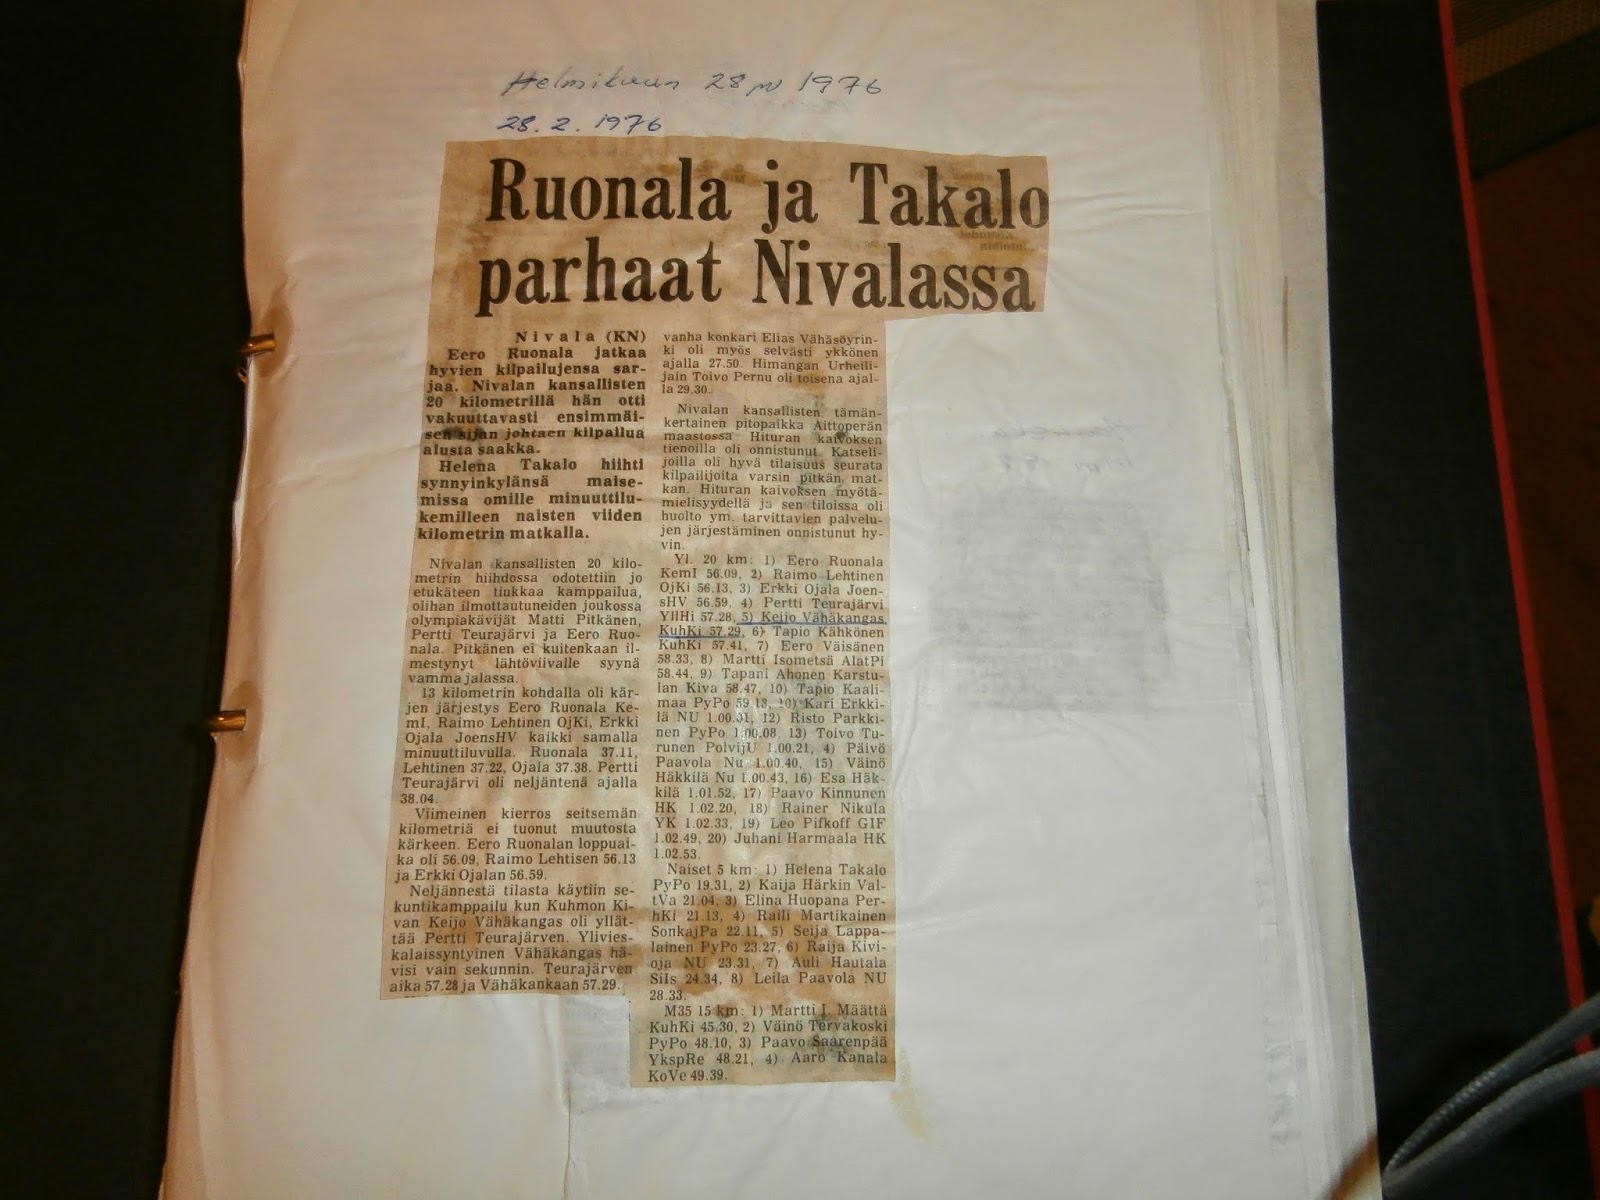 Helmikuun 28 pv 1976
28. 2. 1976
Ruonala ja Takalo
parhaat Nivalassa
Nivala (KN)
Eero Ruonala jatkaa
hyvien kilpailujensa sar-
jaa. Nivalan kansallisten
20 kilometrillä hän otti
vakuuttavasti ensimmäi-
sen sijan johtaen kilpailua
alusta saakka.
Helena Takalo hiihti
synnyinkylänsä maise-
missa omille minuuttilu-
kemilleen naisten viiden
kilometrin matkalla.
Nivalan kansallisten 20 kilo-
metrin hiihdossa odotettiin jo
etukäteen tiukkaa kamppailua,
olihan ilmottautuneiden joukossa
olympiakävijät Matti Pitkänen,
Pertti Teurajärvi ja Eero Ruo-
nala. Pitkänen ei kuitenkaan il-
mestynyt lähtöviivalle syynä
vamma jalassa.
13 kilometrin kohdalla oli kär-
jen järjestys Eero Ruonala Ke-
mI, Raimo Lehtinen OjKi, Erkki
Ojala JoensHV kaikki samalla
minuuttiluvulla. Ruonala 37.11,
Lehtinen 37.22, Ojala 37.38. Pertti
Teurajärvi oli neljäntenä ajalla
38.04.
Viimeinen kierros seitsemän
kilometriä ei tuonut muutosta
kärkeen. Eero Ruonalan loppuai-
ka oli 56.09, Raimo Lehtisen 56.13
ja Erkki Ojalan 56.59.
Neljännestä tilasta käytiin se-
kuntikamppailu kun Kuhmon Ki-
van Keijo Vähäkangas oli yllät-
tää Pertti Teurajärven. Ylivies-
kalaissyntyinen Vähäkangas hä-
visi vain sekunnin. Teurajärven
aika 57.28 ja Vähäkankaan 57.29.
vanha konkari Elias Vähäsöyrin-
ki oli myös selvästi ykkönen
ajalla 27.50. Himangan Urheili-
jain Toivo Pernu oli toisena ajal-
la 29.30.
Nivalan kansallisten tämän-
kertainen pitopaikka Aittoperän
maastossa Hituran kaivoksen
tienoilla oli onnistunut. Katseli-
joilla oli hyvä tilaisuus seurata
kilpailijoita varsin pitkän mat-
kan. Hituran kaivoksen myötä-
mielisyydellä ja sen tiloissa oli
huolto ym. tarvittavien palvelu-
jen järjestäminen onnistunut hy-
vin.
Yl. 20 km: 1) Eero Ruonala
KemI 56.09, 2) Raimo Lehtinen
OjKi 56.13, 3) Erkki Ojala Joen-
sHV 56.59, 4) Pertti Teurajärvi
YllHi 57.28, 5) Keijo Vähäkangas
KuhKi 57.29, 6) Tapio Kähkönen
KuhKi 57.41, 7) Eero Väisänen
58.33, 8) Martti Isometsä AlatPi
58.44, 9) Tapani Ahonen Karstu-
lan Kiva 58.47, 10) Tapio Kaali-
maa PyPo 59.13, 10) Kari Erkki-
lä NU 1.00.01, 12) Risto Parkki-
nen PyPo 1.00.08, 13) Toivo Tu-
runen PolvijU 1.00.21, 4) Päivö
Paavola Nu 1.00.40, 15) Väinö
Häkkilä Nu 1.00.43, 16) Esa Häk-
kilä 1.01.52, 17) Paavo Kinnunen
HK 1.02.20, 18) Rainer Nikula
YK 1.02.33, 19) Leo Pifkoff GIF
1.02.49, 20) Juhani Harmaala HK
1.02.53.
Naiset 5 km: 1) Helena Takalo
PyPo 19.31, 2) Kaija Härkin Val-
tVa 21.04, 3) Elina Huopana Per-
hKi 21.13, 4) Raili Martikainen
SonkajPa 22.11, 5) Seija Lappa-
lainen PyPo 23.27, 6) Raija Kivi-
oja NU 23.31, 7) Auli Hautala
SiIs 24.34, 8) Leila Paavola NU
28.33.
M35 15 km: 1) Martti I. Määttä
KuhKi 45.30, 2) Väinö Tervakoski
PyPo 48.10, 3) Paavo Saarenpää
YkspRe 48.21, 4) Aaro Kanala
KoVe 49.39.